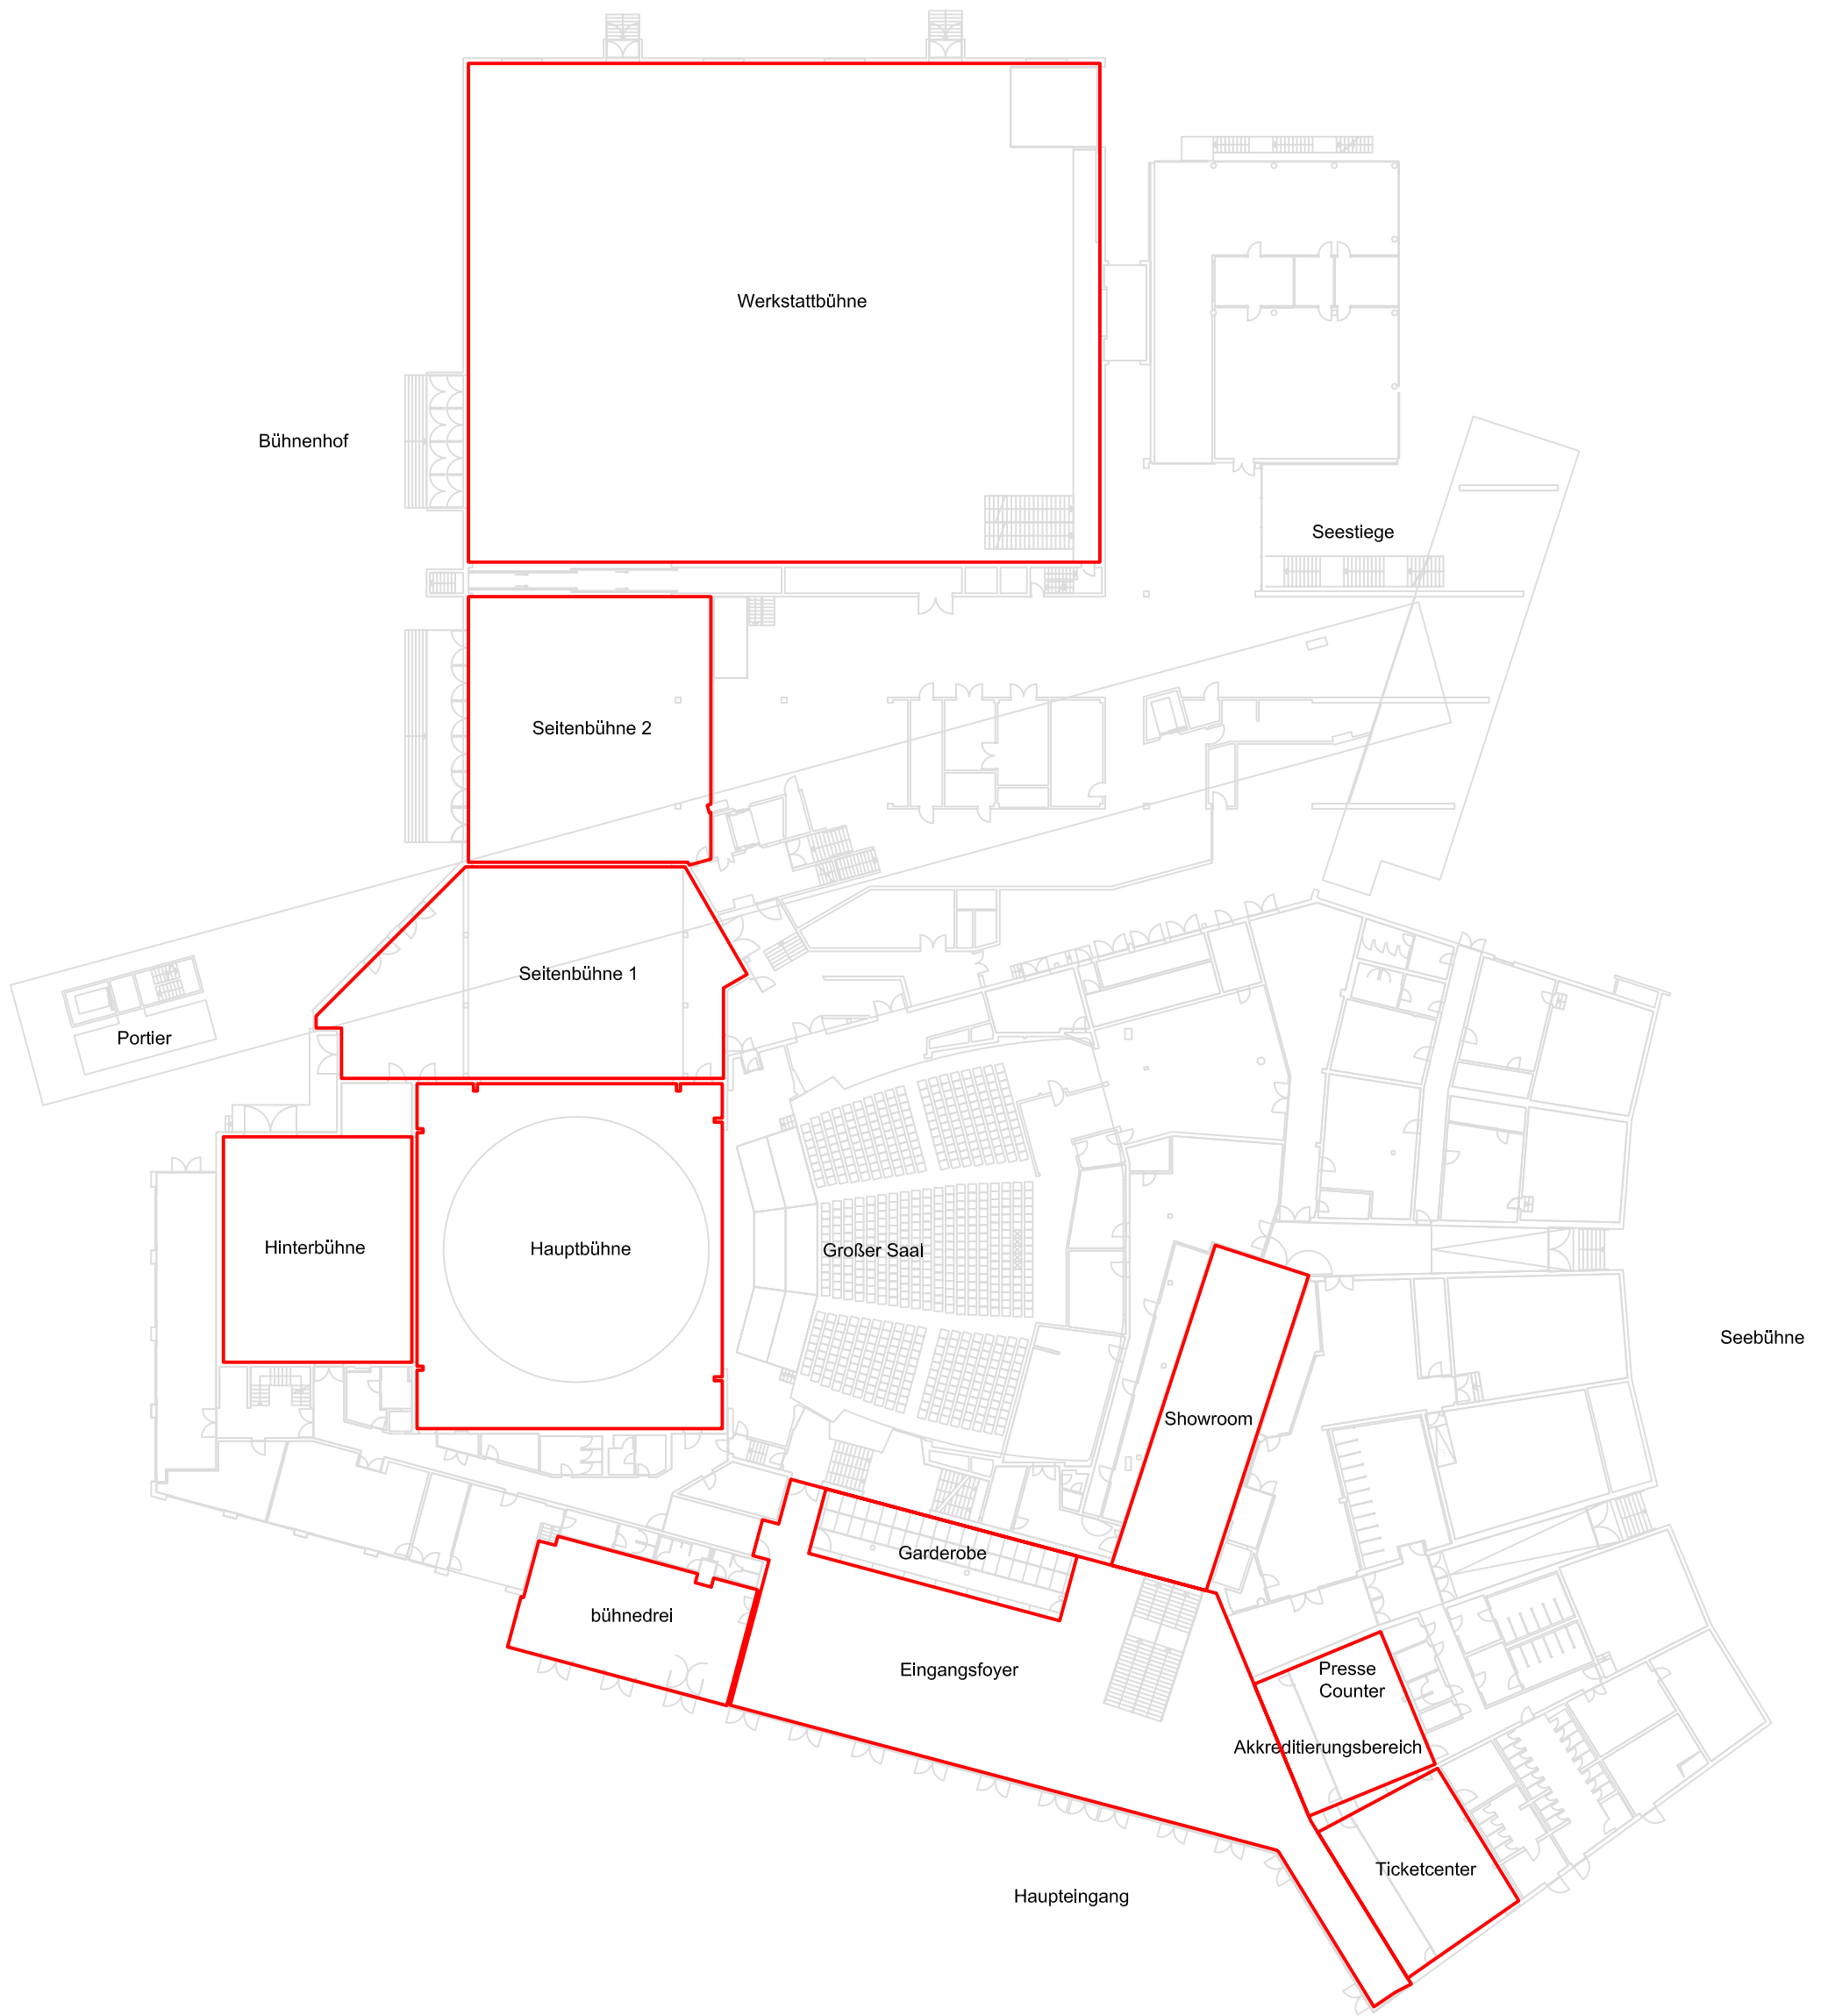 Werkstattbühne
Bühnenhof
Seestiege
Seitenbühne 2
Seitenbühne 1
Portier
Hinterbühne
Hauptbühne
Großer Saal
Seebühne
Showroom
Garderobe
bühnedrei
Eingangsfoyer
Presse
Counter
Akkreditierungsbereich
Ticketcenter
Haupteingang